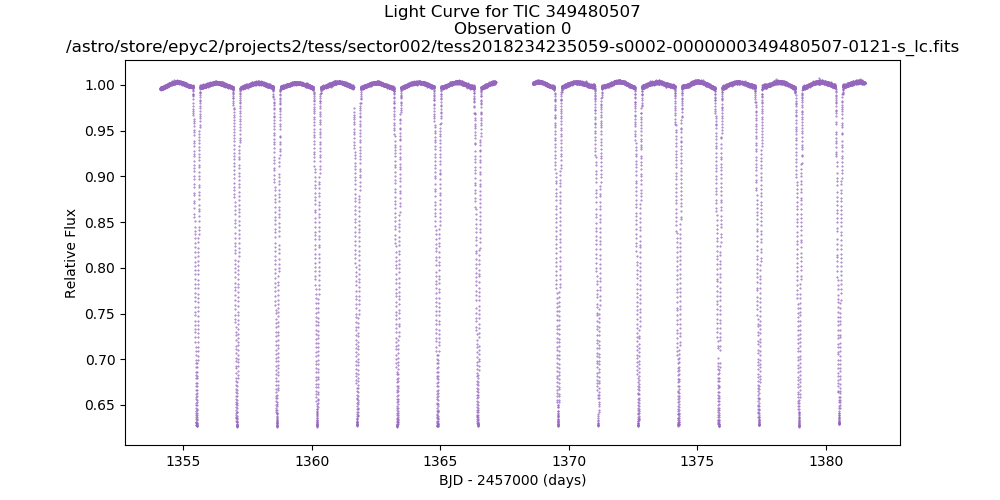 Light Curve for TIC 349480507
Observation 0
/astro/store/epyc2/projects2/tess/sector002/tess2018234235059-s0002-0000000349480507-0121-s_lc.fits
1.00
0.95
0.90
0.85
0.80
0.75
0.70
0.65
Relative Flux
1355 1360 1365 1370 1375 1380
BJD - 2457000 (days)